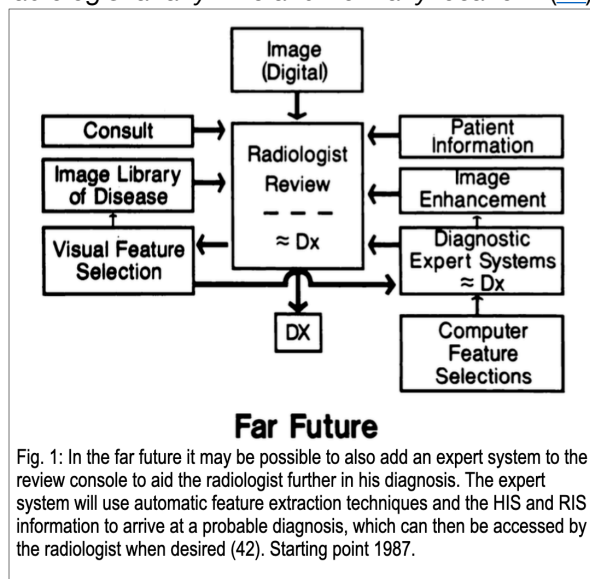 Image
(Digital)
Consult
Image Library
of Disease
Visual Feature
Selection
Radiologist
Review
– – –
≈ Dx
Patient
Information
Image
Enhancement
Diagnostic
Expert Systems
≈ Dx
DX
Computer
Feature
Selections
Far Future
Fig. 1: In the far future it may be possible to also add an expert system to the
review console to aid the radiologist further in his diagnosis. The expert
system will use automatic feature extraction techniques and the HIS and RIS
information to arrive at a probable diagnosis, which can then be accessed by
the radiologist when desired (42). Starting point 1987.